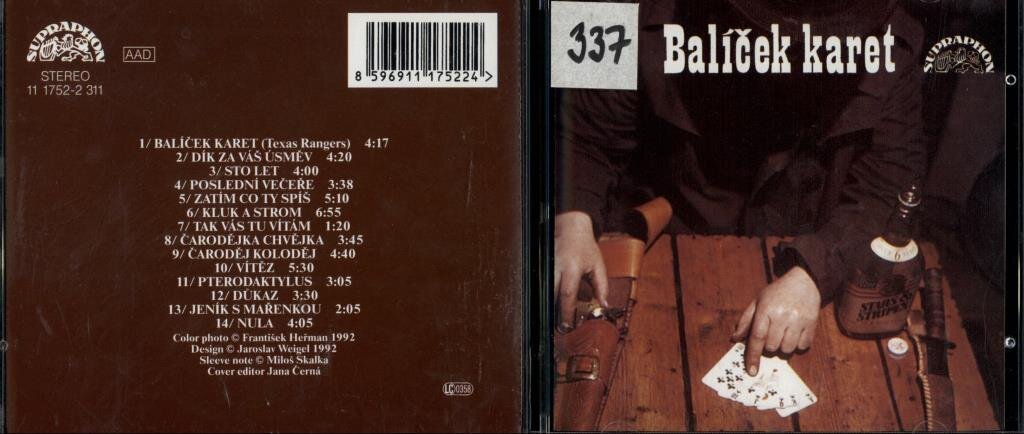 SUPRAPHON
AAD
STEREO
11 1752-2 311
8 596911 175224 >
1/ BALÍČEK KARET (Texas Rangers) 4:17
2/ DÍK ZA VÁŠ ÚSMĚV 4:20
3/ STO LET 4:00
4/ POSLEDNÍ VEČEŘE 3:38
5/ ZATÍM CO TY SPÍŠ 5:10
6/ KLUK A STROM 6:55
7/ TAK VÁS TU VÍTÁM 1:20
8/ ČARODĚJKA CHVĚJKA 3:45
9/ ČARODĚJ KOLODĚJ 4:40
10/ VÍTĚZ 5:30
11/ PTERODAKTYLUS 3:05
12/ DŮKAZ 3:30
13/ JENÍK S MAŘENKOU 2:05
14/ NULA 4:05
Color photo © František Heřman 1992
Design © Jaroslav Weigel 1992
Sleeve note © Miloš Skalka
Cover editor Jana Černá
LC 0358
337
Balíček karet
SUPRAPHON
6
STARS &
STRIPES